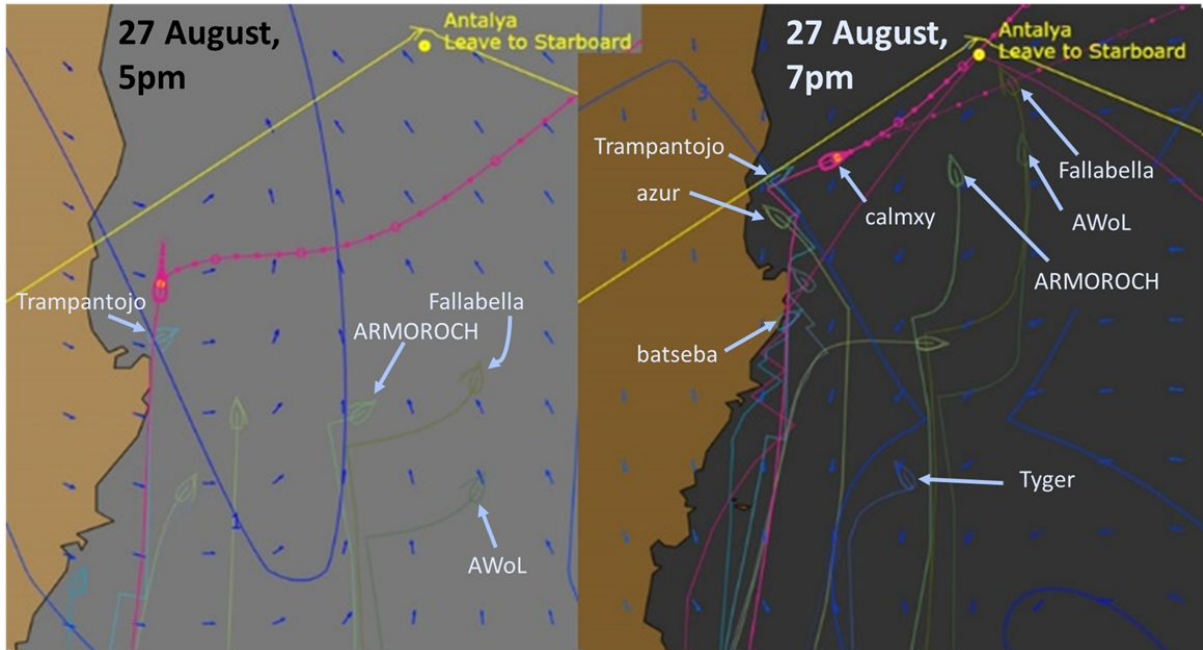 27 August,
5pm
Antalya
Leave to Starboard
Trampantojo
Fallabella
ARMOROCH
1
AWoL
27 August,
7pm
Antalya
Leave to Starboard
3
Trampantojo
azur
Fallabella
calmxy
AWoL
ARMOROCH
batseba
Tyger